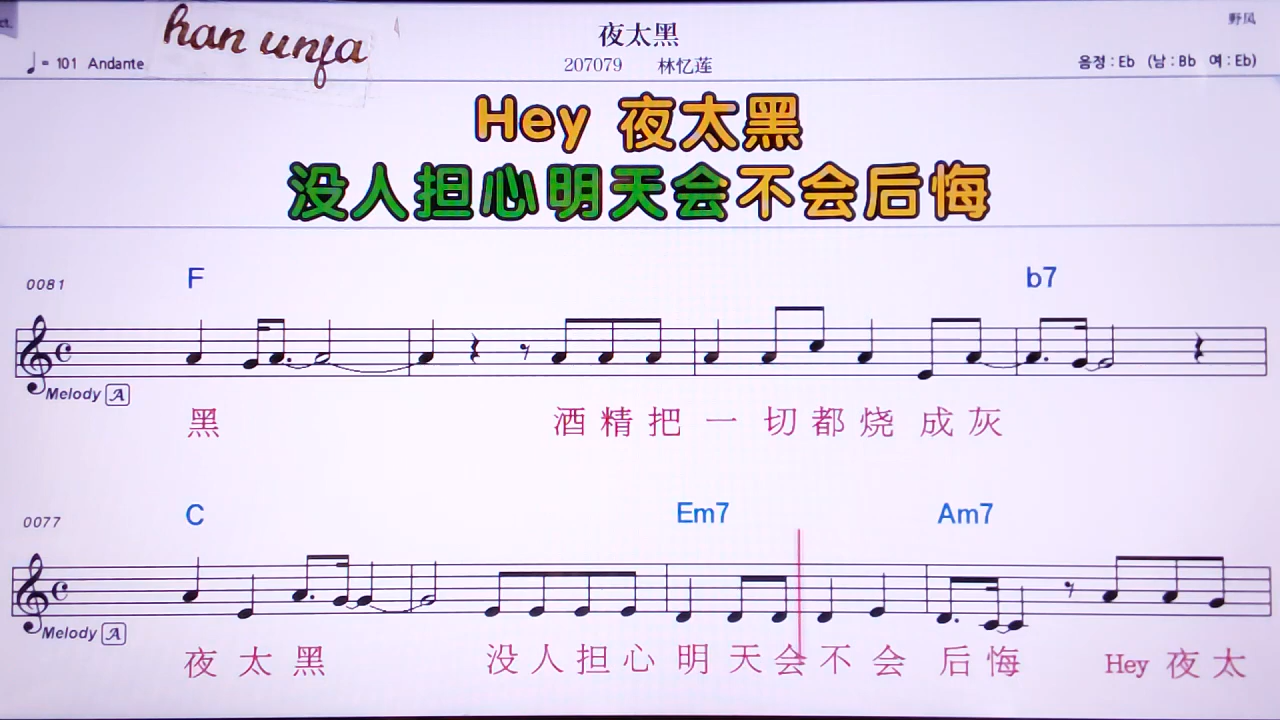 ct.
han unfa
夜太黑
野风
♩= 101 Andante
207079 林忆莲
음정 : Eb (남 : Bb 여 : Eb)
Hey 夜太黑
没人担心明天会不会后悔
0081
F b7
Melody A
黑 酒精把一切都烧成灰
0077
C Em7 Am7
Melody A
夜太黑 没人担心明天会不会后悔 Hey 夜太